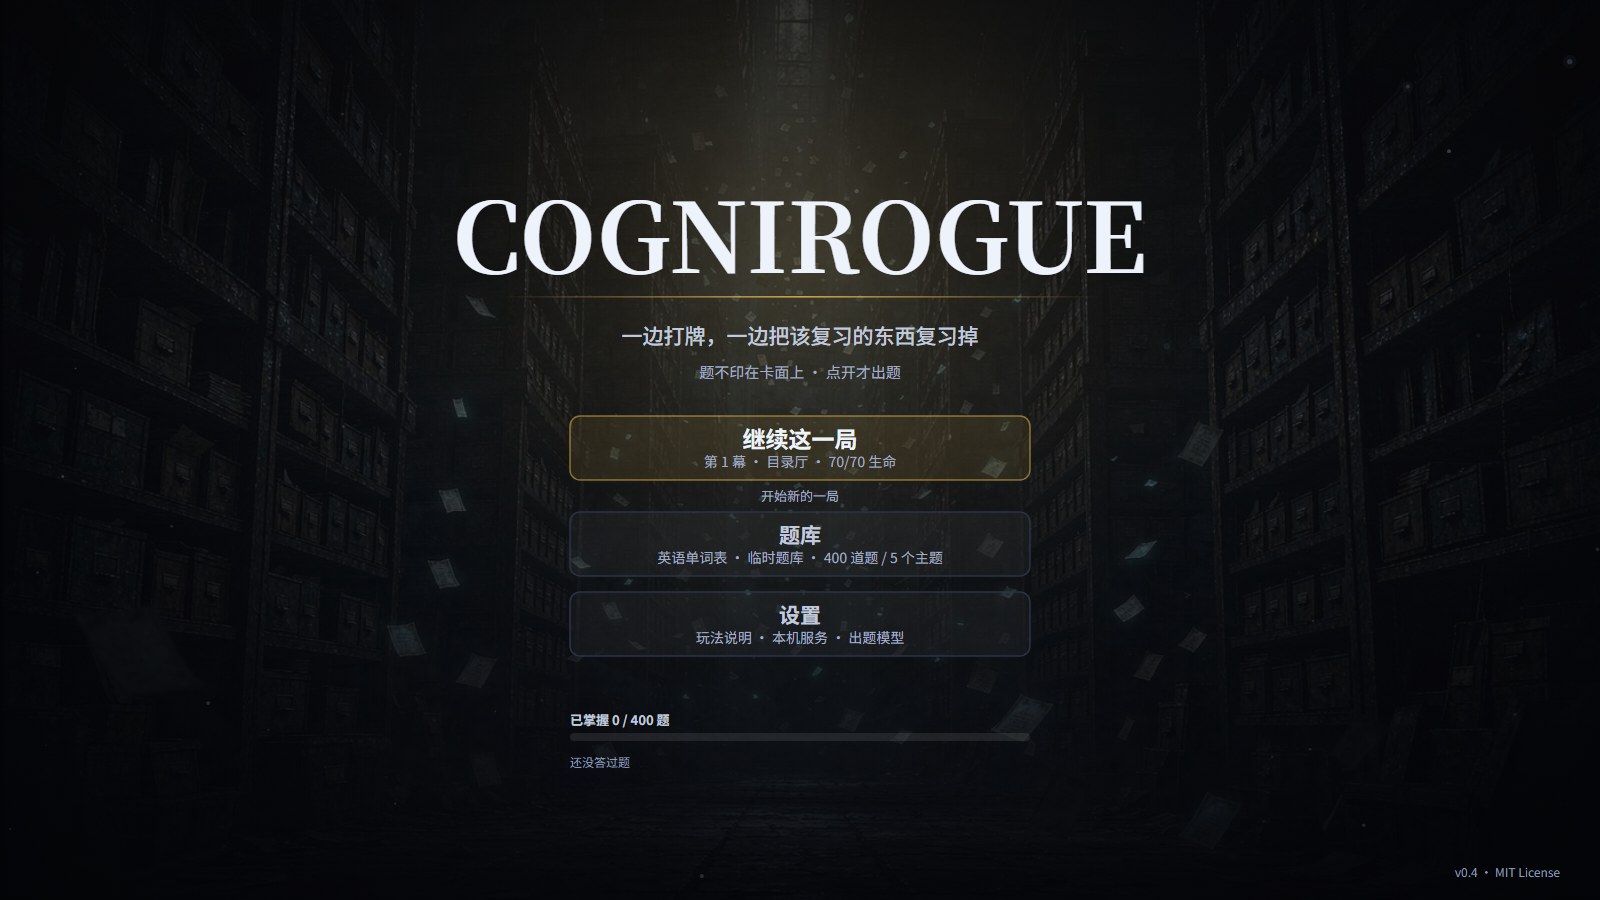 COGNIROGUE
一边打牌，一边把该复习的东西复习掉
题不印在卡面上 · 点开才出题
继续这一局
第 1 幕 · 目录厅 · 70/70 生命
开始新的一局
题库
英语单词表 · 临时题库 · 400 道题 / 5 个主题
设置
玩法说明 · 本机服务 · 出题模型
已掌握 0 / 400 题
还没答过题
v0.4 · MIT License